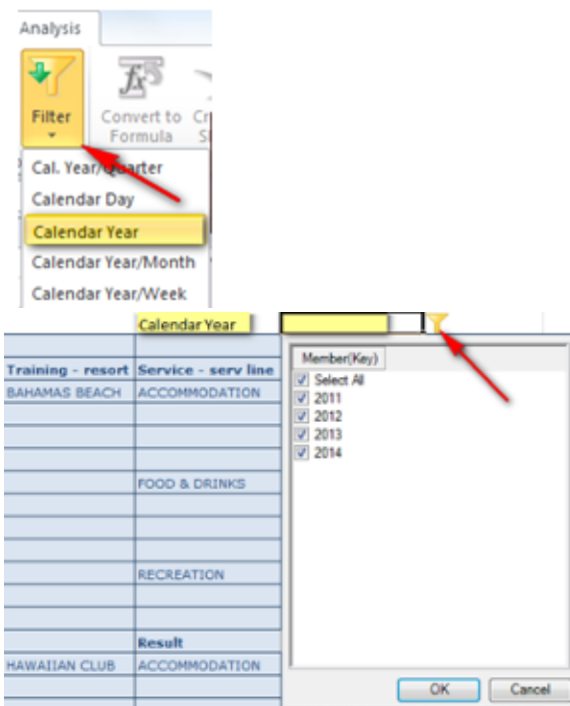 Analysis
Filter
Convert to
Formula
Cal. Year/Quarter
Calendar Day
Calendar Year
Calendar Year/Month
Calendar Year/Week
Calendar Year
Training - resort Service - serv line
BAHAMAS BEACH ACCOMMODATION
FOOD & DRINKS
RECREATION
Result
HAWAIIAN CLUB ACCOMMODATION
Member(Key)
Select All
2011
2012
2013
2014
OK Cancel